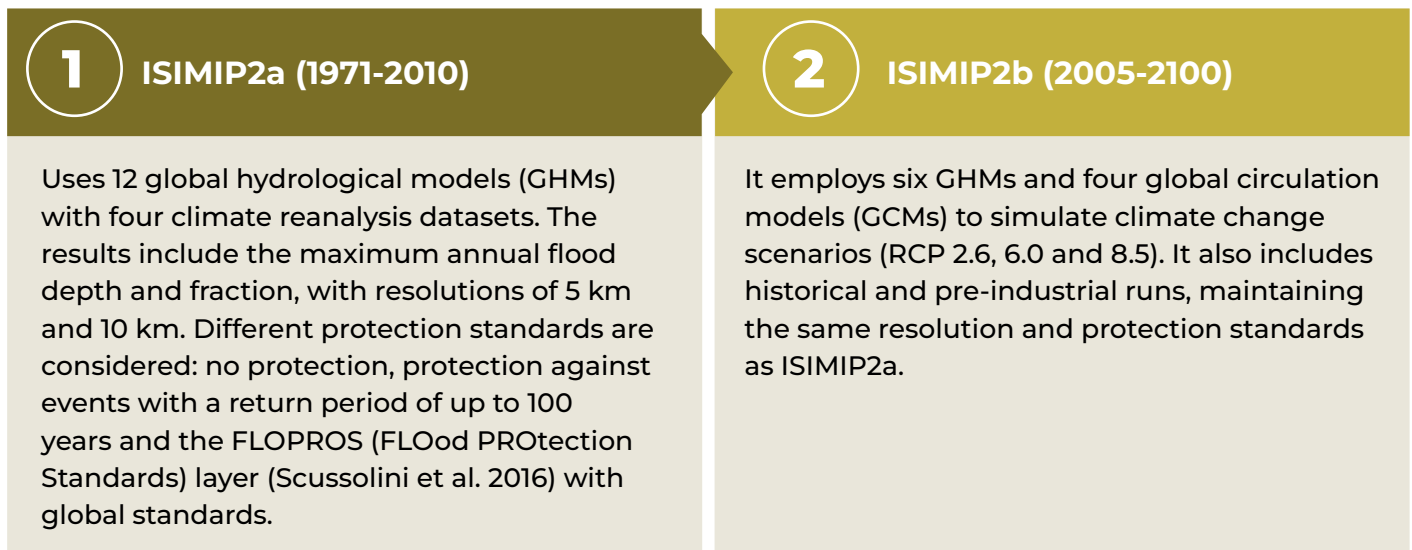 1
ISIMIP2a (1971-2010)
Uses 12 global hydrological models (GHMs)
with four climate reanalysis datasets. The
results include the maximum annual flood
depth and fraction, with resolutions of 5 km
and 10 km. Different protection standards are
considered: no protection, protection against
events with a return period of up to 100
years and the FLOPROS (FLOod PROtection
Standards) layer (Scussolini et al. 2016) with
global standards.
2
ISIMIP2b (2005-2100)
It employs six GHMs and four global circulation
models (GCMs) to simulate climate change
scenarios (RCP 2.6, 6.0 and 8.5). It also includes
historical and pre-industrial runs, maintaining
the same resolution and protection standards
as ISIMIP2a.